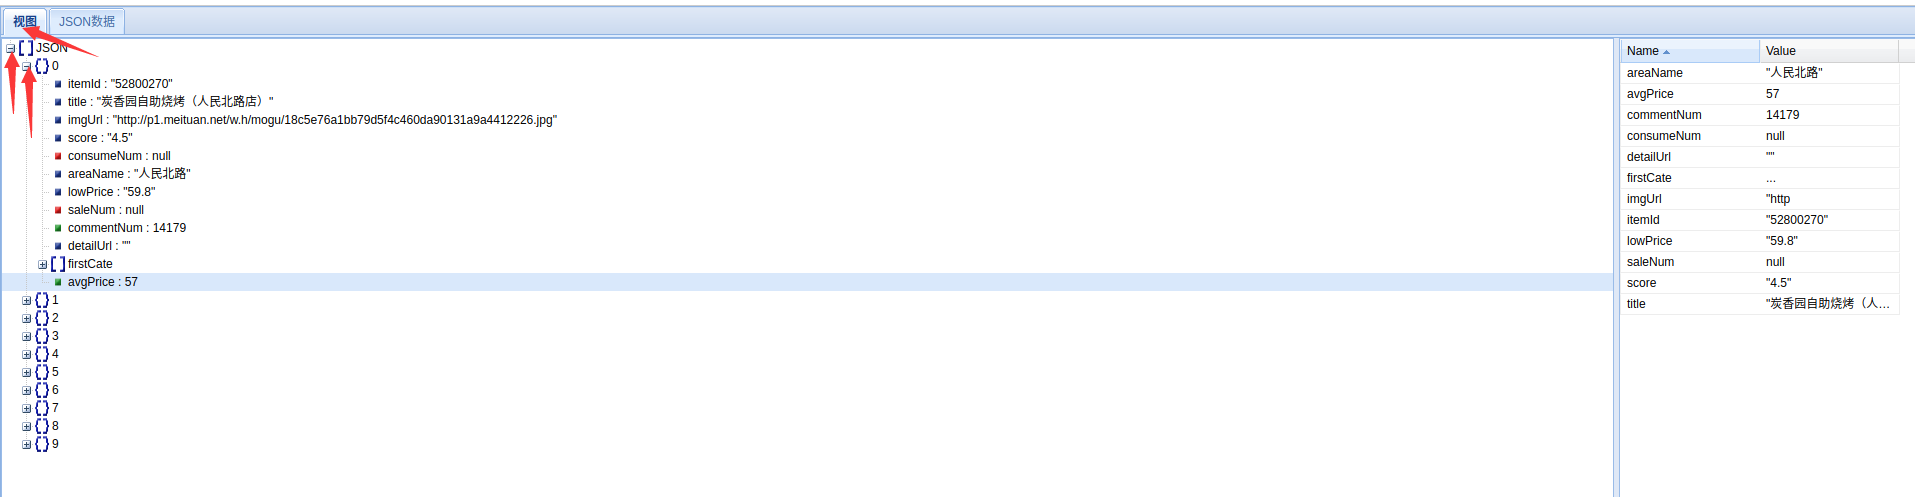 视图 JSON数据
JSON
0
itemId : "52800270"
title : "炭香园自助烧烤（人民北路店）"
imgUrl : "http://p1.meituan.net/w.h/mogu/18c5e76a1bb79d5f4c460da90131a9a4412226.jpg"
score : "4.5"
consumeNum : null
areaName : "人民北路"
lowPrice : "59.8"
saleNum : null
commentNum : 14179
detailUrl : ""
firstCate
avgPrice : 57
1
2
3
4
5
6
7
8
9
Name Value
areaName "人民北路"
avgPrice 57
commentNum 14179
consumeNum null
detailUrl ""
firstCate ...
imgUrl "http
itemId "52800270"
lowPrice "59.8"
saleNum null
score "4.5"
title "炭香园自助烧烤（人...